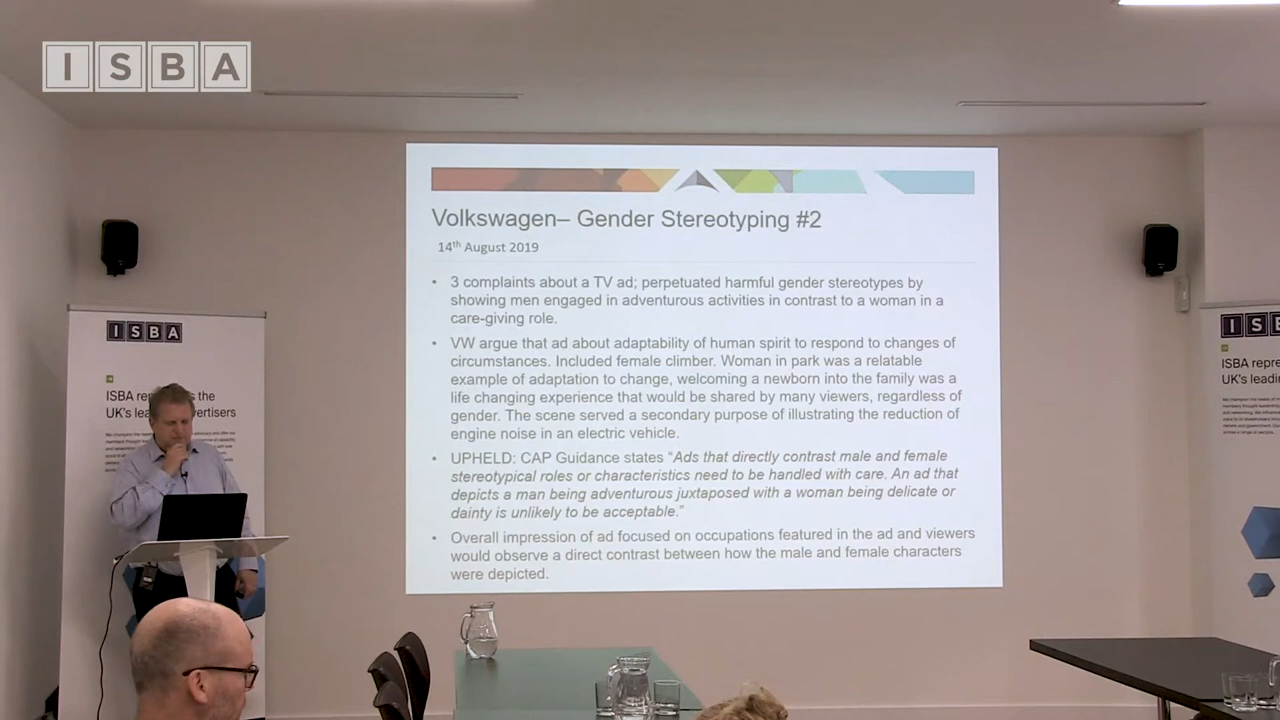 ISBA
Volkswagen– Gender Stereotyping #2
14th August 2019
• 3 complaints about a TV ad; perpetuated harmful gender stereotypes by
showing men engaged in adventurous activities in contrast to a woman in a
care-giving role.
• VW argue that ad about adaptability of human spirit to respond to changes of
circumstances. Included female climber. Woman in park was a relatable
example of adaptation to change, welcoming a newborn into the family was a
life changing experience that would be shared by many viewers, regardless of
gender. The scene served a secondary purpose of illustrating the reduction of
engine noise in an electric vehicle.
• UPHELD: CAP Guidance states “Ads that directly contrast male and female
stereotypical roles or characteristics need to be handled with care. An ad that
depicts a man being adventurous juxtaposed with a woman being delicate or
dainty is unlikely to be acceptable.”
• Overall impression of ad focused on occupations featured in the ad and viewers
would observe a direct contrast between how the male and female characters
were depicted.
ISBA
ISBA rep the
UK's lea ertisers
ISB
ISBA repre
UK's leadi